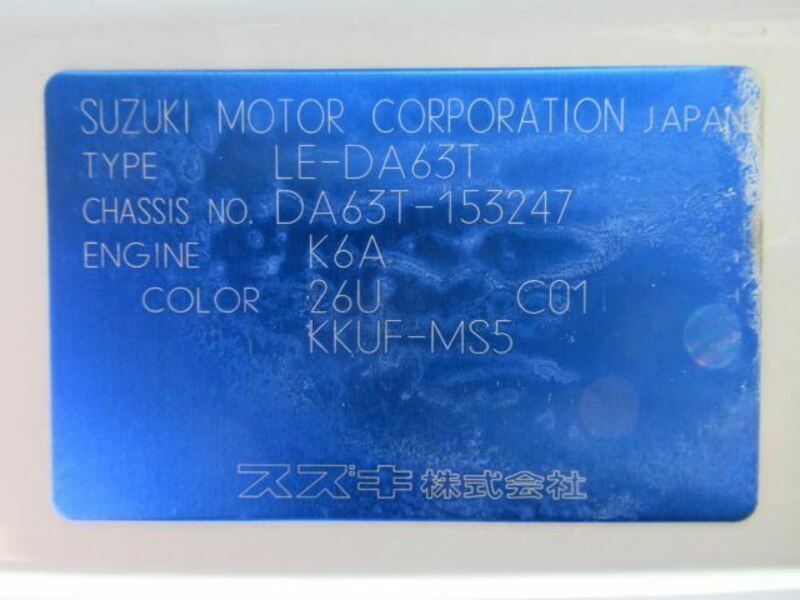 SUZUKI MOTOR CORPORATION JAPAN
TYPE LE-DA63T
CHASSIS NO. DA63T-153247
ENGINE K6A
COLOR 26U C01
KKUF-MS5
スズキ株式会社